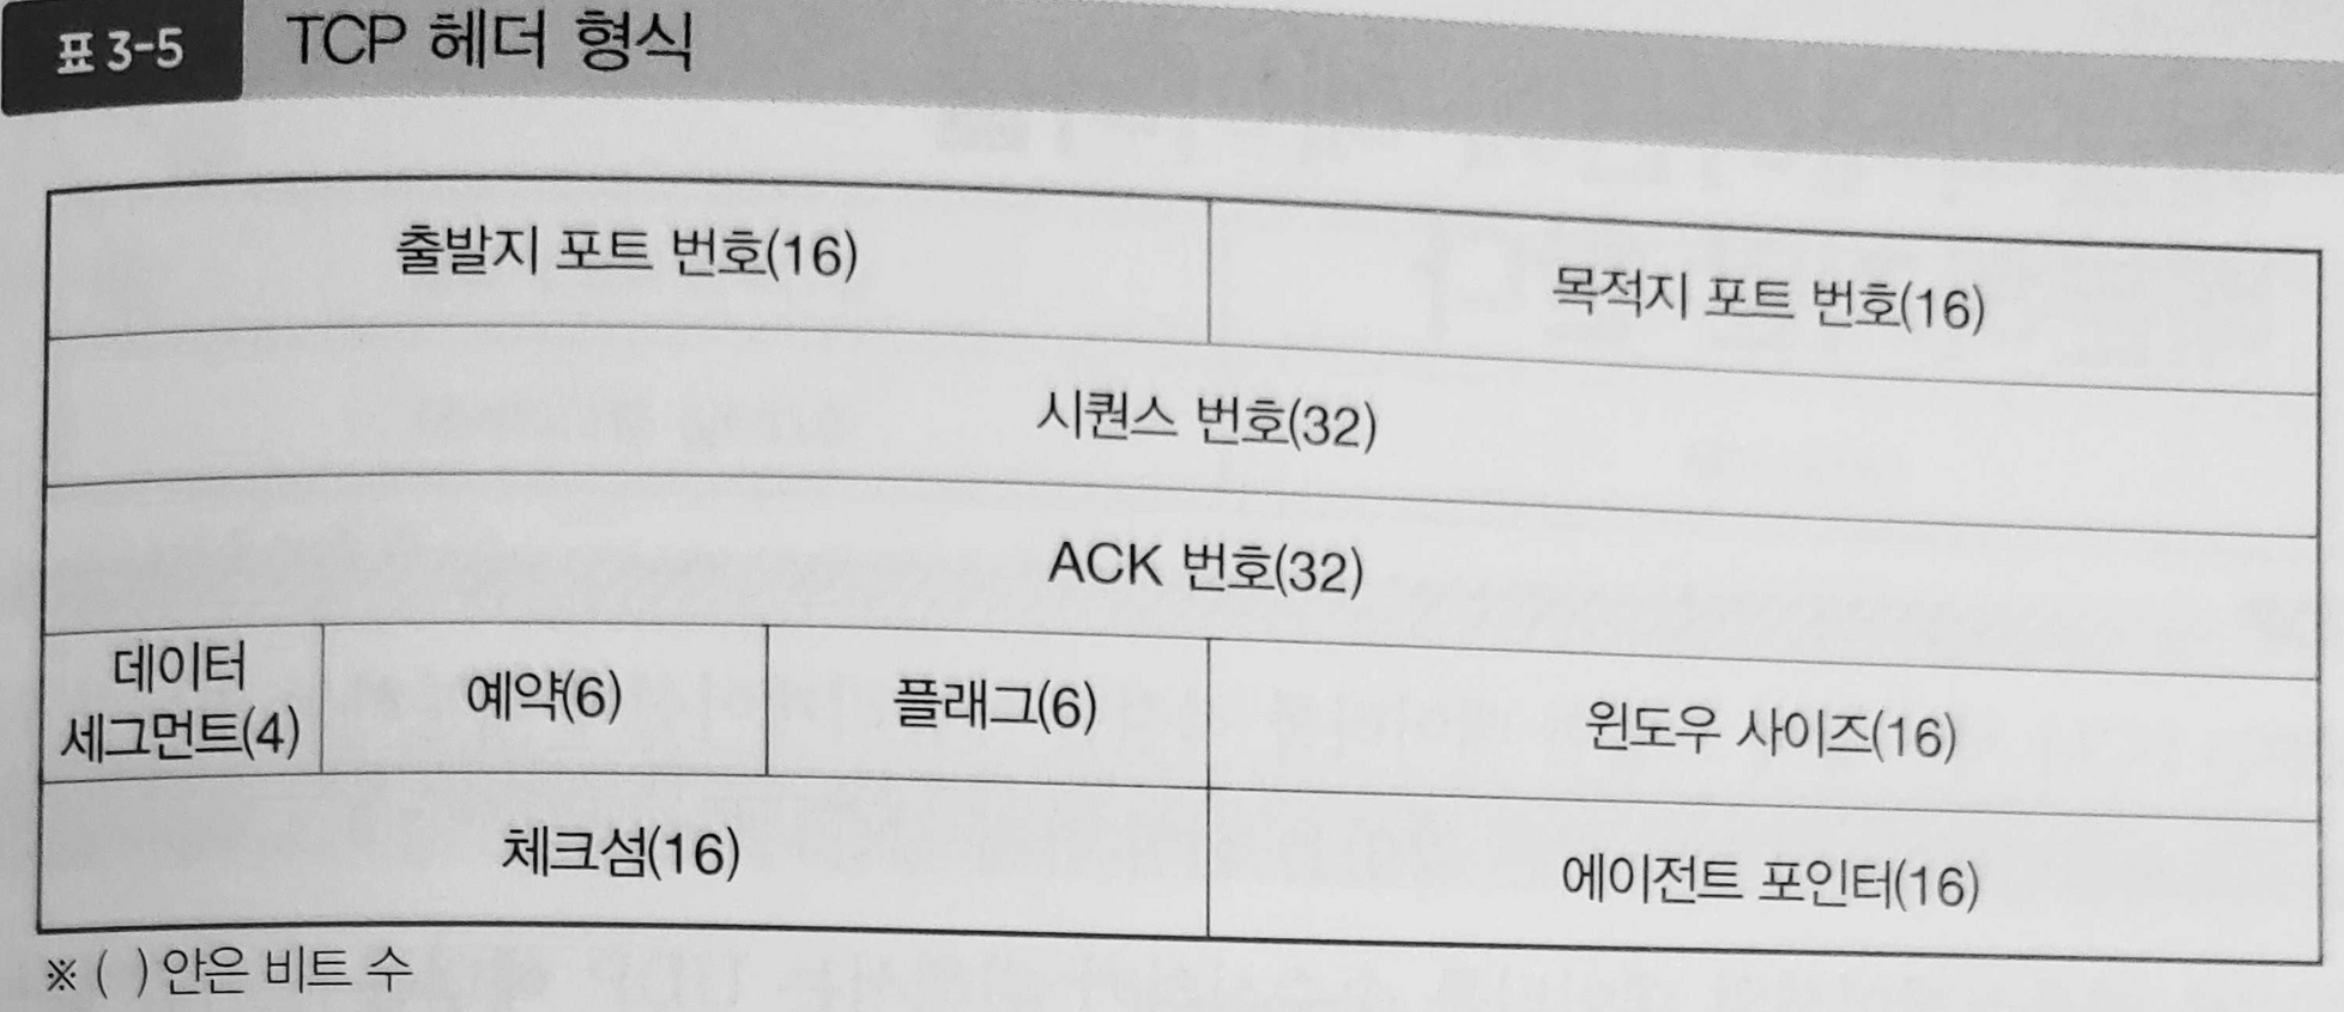 표 3-5 TCP 헤더 형식
출발지 포트 번호(16) 목적지 포트 번호(16)
시퀀스 번호(32)
ACK 번호(32)
데이터
세그먼트(4) 예약(6) 플래그(6) 윈도우 사이즈(16)
체크섬(16) 에이전트 포인터(16)
※ ( ) 안은 비트 수